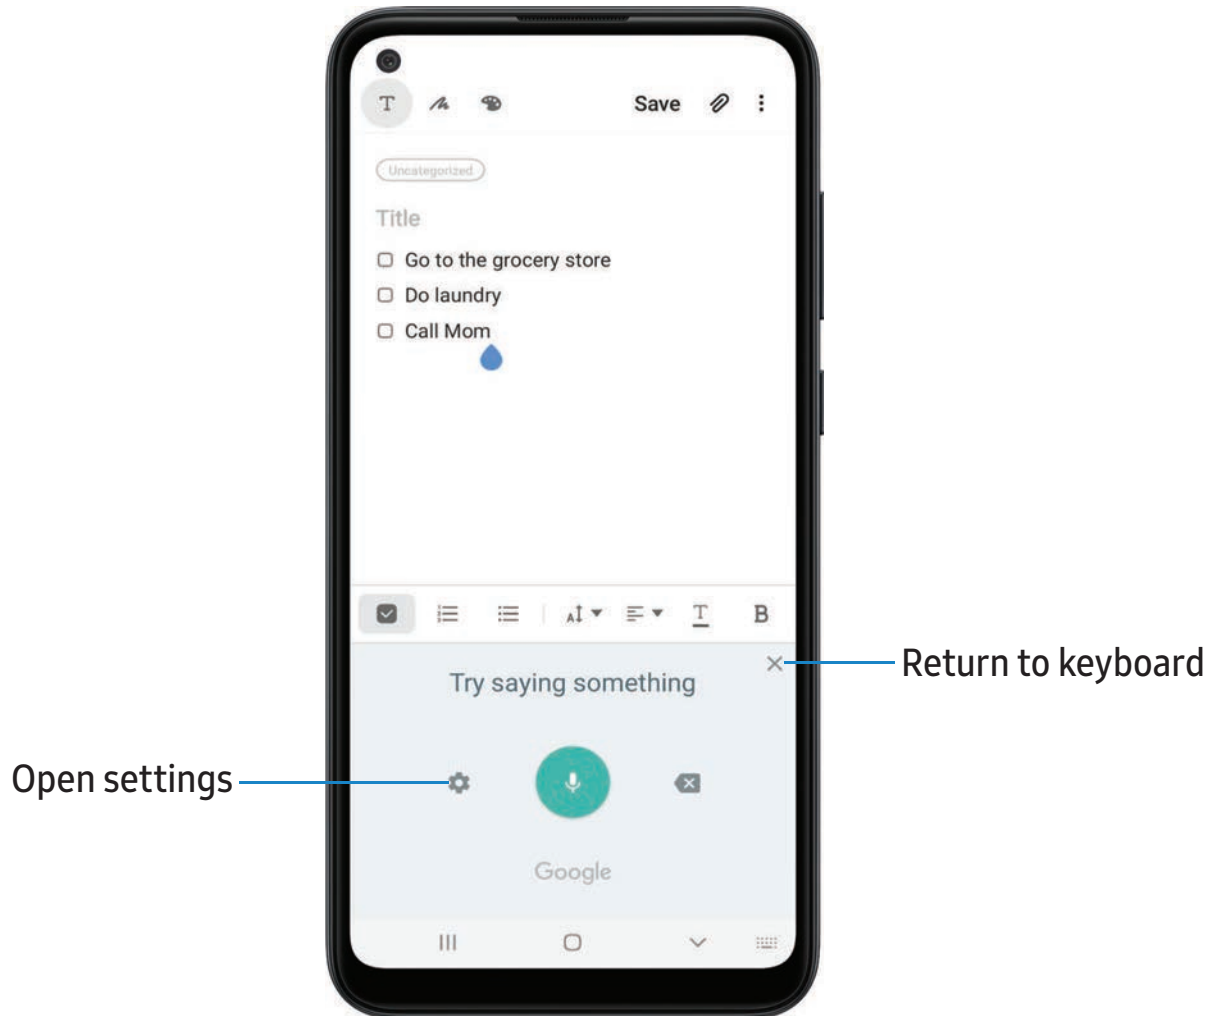 T Save
Uncategorized
Title
Go to the grocery store
Do laundry
Call Mom
T B
Return to keyboard
Try saying something
Open settings
Google